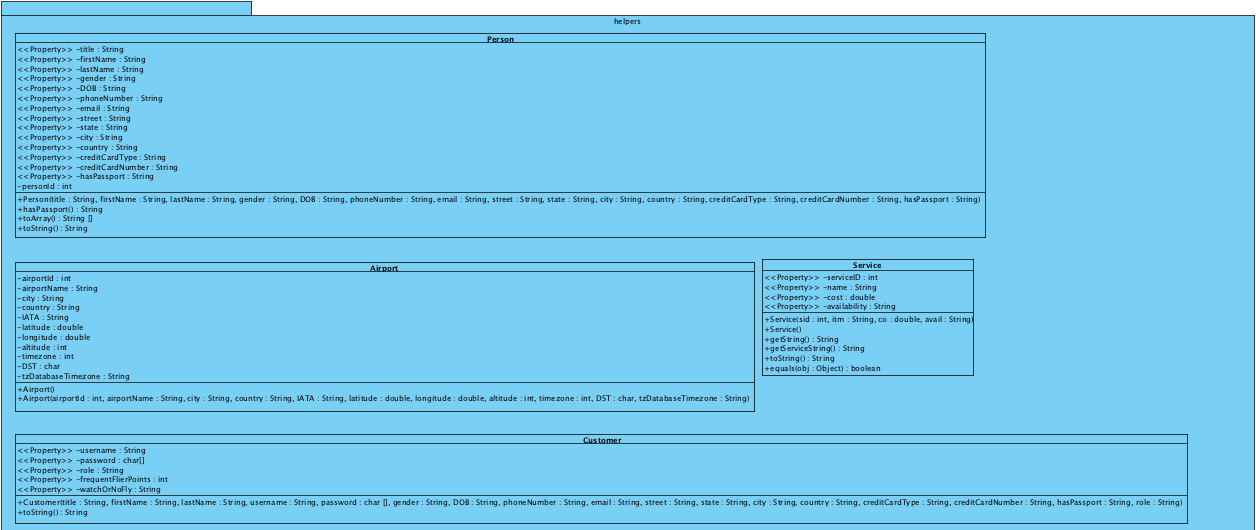 helpers
Person
<<Property>> -title : String
<<Property>> -firstName : String
<<Property>> -lastName : String
<<Property>> -gender : String
<<Property>> -DOB : String
<<Property>> -phoneNumber : String
<<Property>> -email : String
<<Property>> -street : String
<<Property>> -state : String
<<Property>> -city : String
<<Property>> -country : String
<<Property>> -creditCardType : String
<<Property>> -creditCardNumber : String
<<Property>> -hasPassport : String
-personId : int
+Person(title : String, firstName : String, lastName : String, gender : String, DOB : String, phoneNumber : String, email : String, street : String, state : String, city : String, country : String, creditCardType : String, creditCardNumber : String, hasPassport : String)
+hasPassport() : String
+toArray() : String []
+toString() : String
Airport
-airportId : int
-airportName : String
-city : String
-country : String
-IATA : String
-latitude : double
-longitude : double
-altitude : int
-timezone : int
-DST : char
-tzDatabaseTimezone : String
+Airport()
+Airport(airportId : int, airportName : String, city : String, country : String, IATA : String, latitude : double, longitude : double, altitude : int, timezone : int, DST : char, tzDatabaseTimezone : String)
Service
<<Property>> -serviceID : int
<<Property>> -name : String
<<Property>> -cost : double
<<Property>> -availability : String
+Service(sid : int, itm : String, co : double, avail : String)
+Service()
+getString() : String
+getServiceString() : String
+toString() : String
+equals(obj : Object) : boolean
Customer
<<Property>> -username : String
<<Property>> -password : char[]
<<Property>> -role : String
<<Property>> -frequentFlierPoints : int
<<Property>> -watchOrNoFly : String
+Customer(title : String, firstName : String, lastName : String, username : String, password : char [], gender : String, DOB : String, phoneNumber : String, email : String, street : String, state : String, city : String, country : String, creditCardType : String, creditCardNumber : String, hasPassport : String, role : String)
+toString() : String